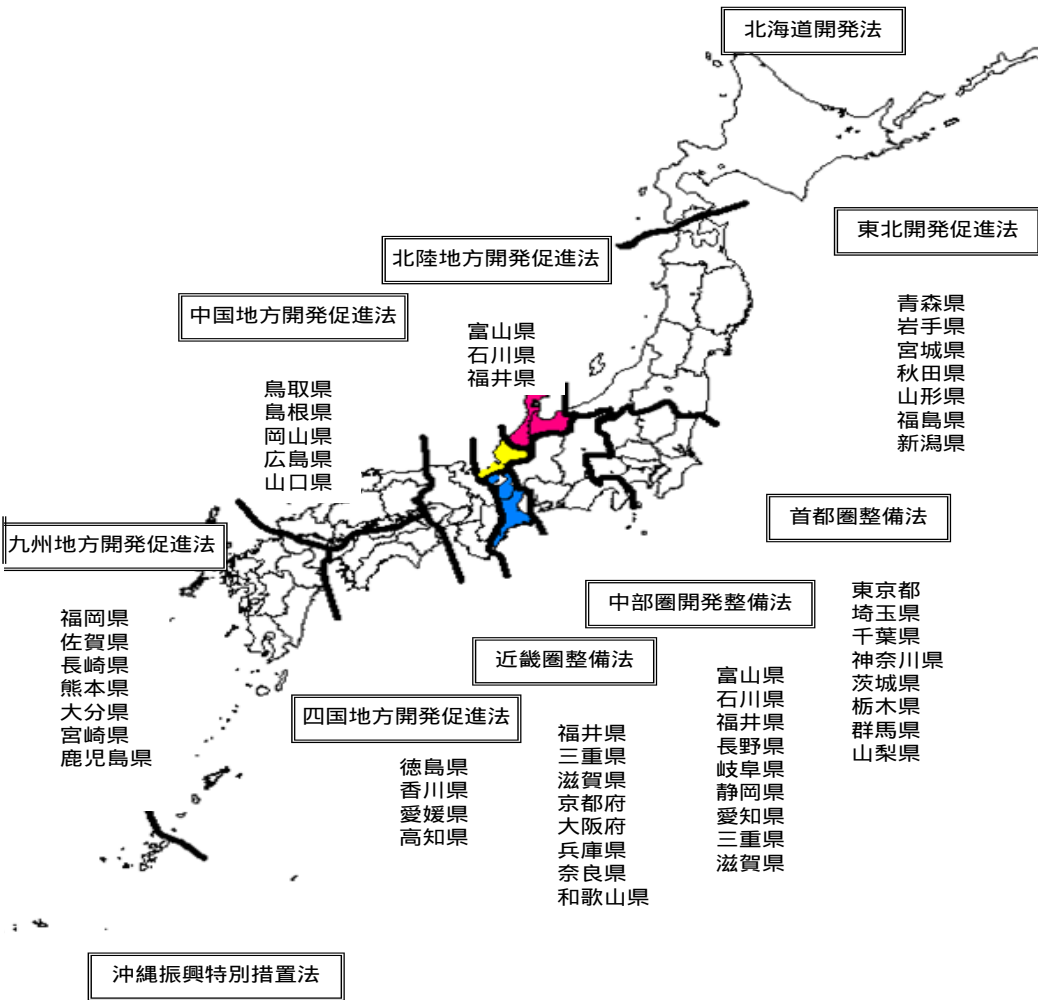 北海道開発法
東北開発促進法
青森県
岩手県
宮城県
秋田県
山形県
福島県
新潟県
北陸地方開発促進法
富山県
石川県
福井県
中国地方開発促進法
鳥取県
島根県
岡山県
広島県
山口県
首都圏整備法
東京都
埼玉県
千葉県
神奈川県
茨城県
栃木県
群馬県
山梨県
九州地方開発促進法
福岡県
佐賀県
長崎県
熊本県
大分県
宮崎県
鹿児島県
中部圏開発整備法
富山県
石川県
福井県
長野県
岐阜県
静岡県
愛知県
三重県
滋賀県
近畿圏整備法
福井県
三重県
滋賀県
京都府
大阪府
兵庫県
奈良県
和歌山県
四国地方開発促進法
徳島県
香川県
愛媛県
高知県
沖縄振興特別措置法